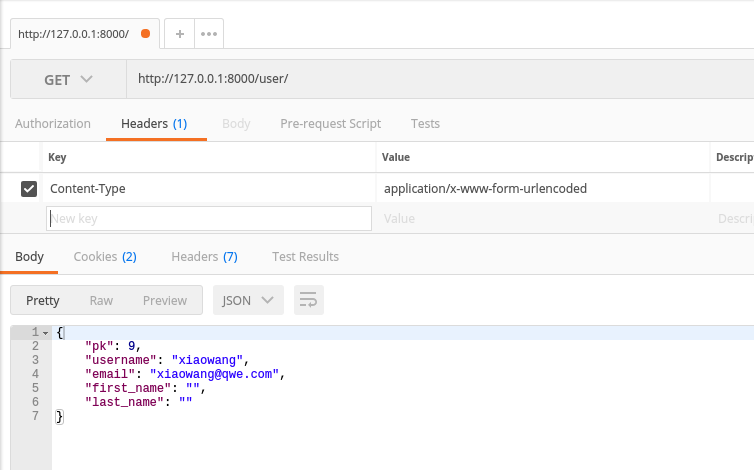 http://127.0.0.1:8000/
GET http://127.0.0.1:8000/user/
Authorization Headers (1) Body Pre-request Script Tests
Key Value Descrip
Content-Type application/x-www-form-urlencoded
New key Value Descri
Body Cookies (2) Headers (7) Test Results
Pretty Raw Preview JSON
1 {
2 "pk": 9,
3 "username": "xiaowang",
4 "email": "xiaowang@qwe.com",
5 "first_name": "",
6 "last_name": ""
7 }